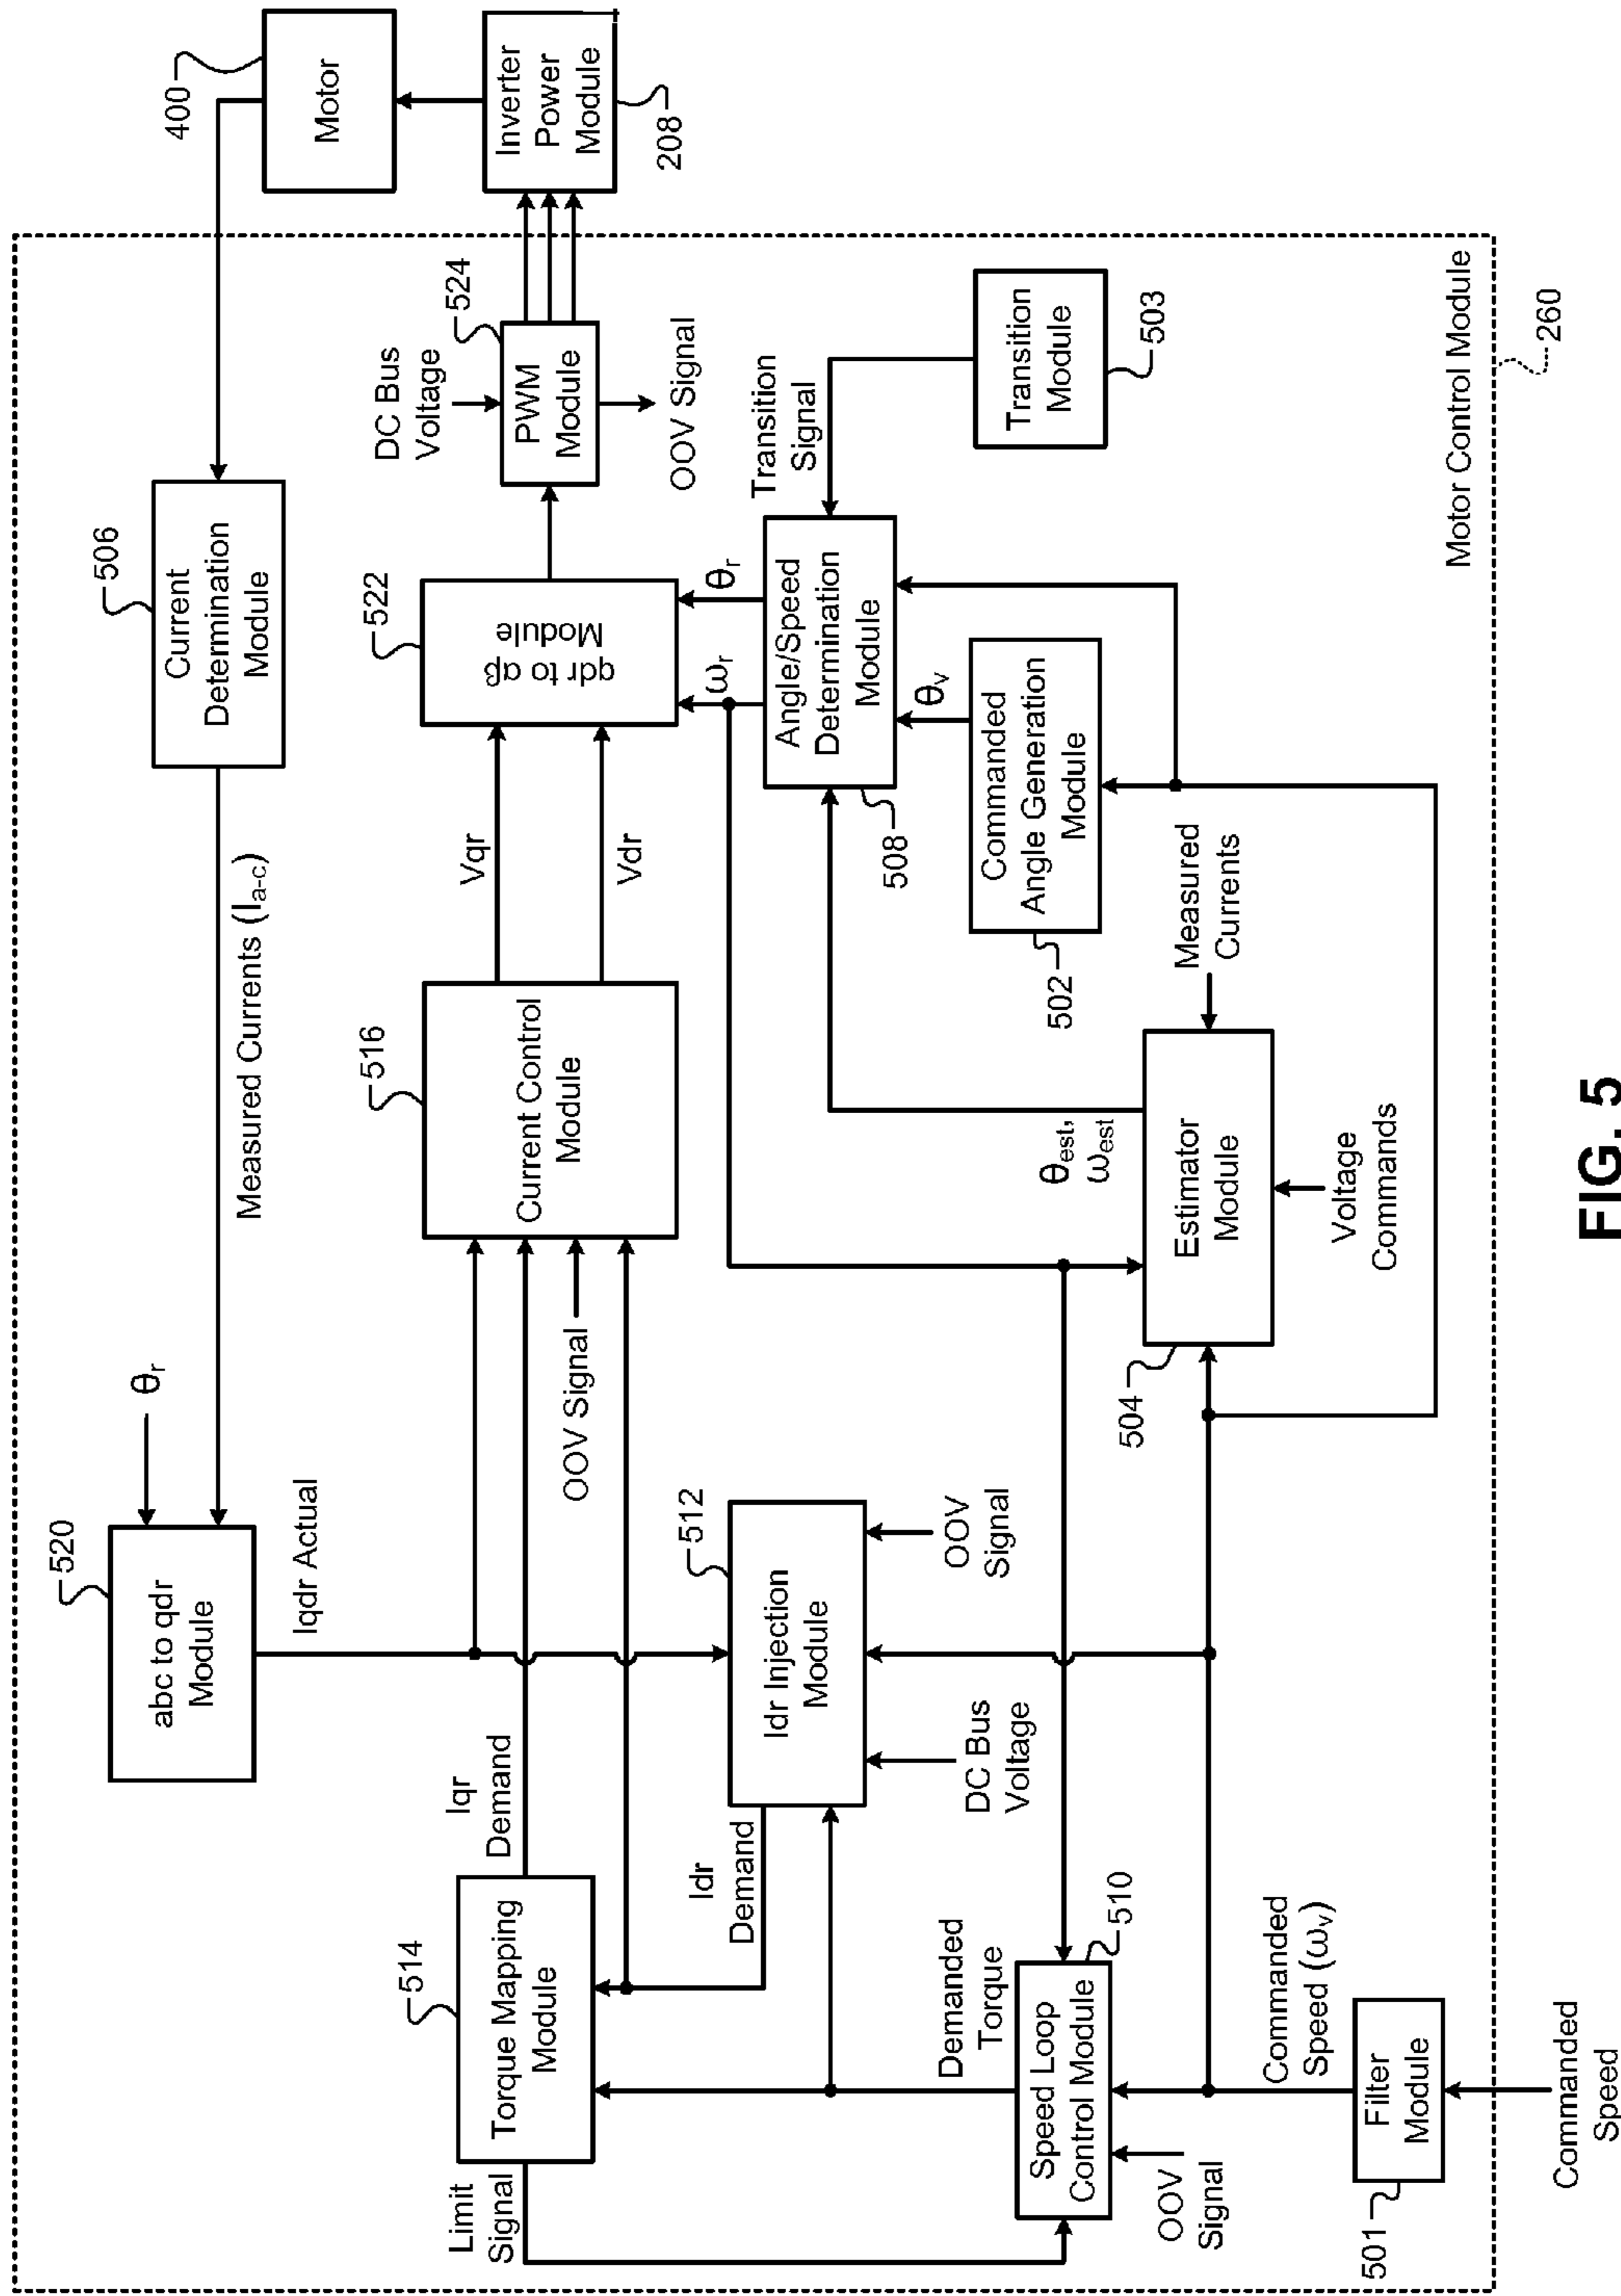 θr
520
abc to qdr
Module
Iqdr Actual
Measured Currents (Ia-c)
506
Current
Determination
Module
400
Motor
Inverter
Power
Module
208
514
Torque Mapping
Module
Limit
Signal
Iqr
Demand
Idr
Demand
OOV Signal
516
Current Control
Module
Vqr
Vdr
522
qdr to αβ
Module
DC Bus
Voltage
524
PWM
Module
OOV Signal
512
Idr Injection
Module
OOV
Signal
DC Bus
Voltage
ωr
θr
Transition
Signal
Angle/Speed
Determination
Module
508
θv
Commanded
Angle Generation
Module
502
Transition
Module
503
Demanded
Torque
510
Speed Loop
Control Module
OOV
Signal
θest,
ωest
Estimator
Module
504
Measured
Currents
Voltage
Commands
Commanded
Speed (ωv)
Filter
Module
501
Commanded
Speed
Motor Control Module
260
FIG. 5